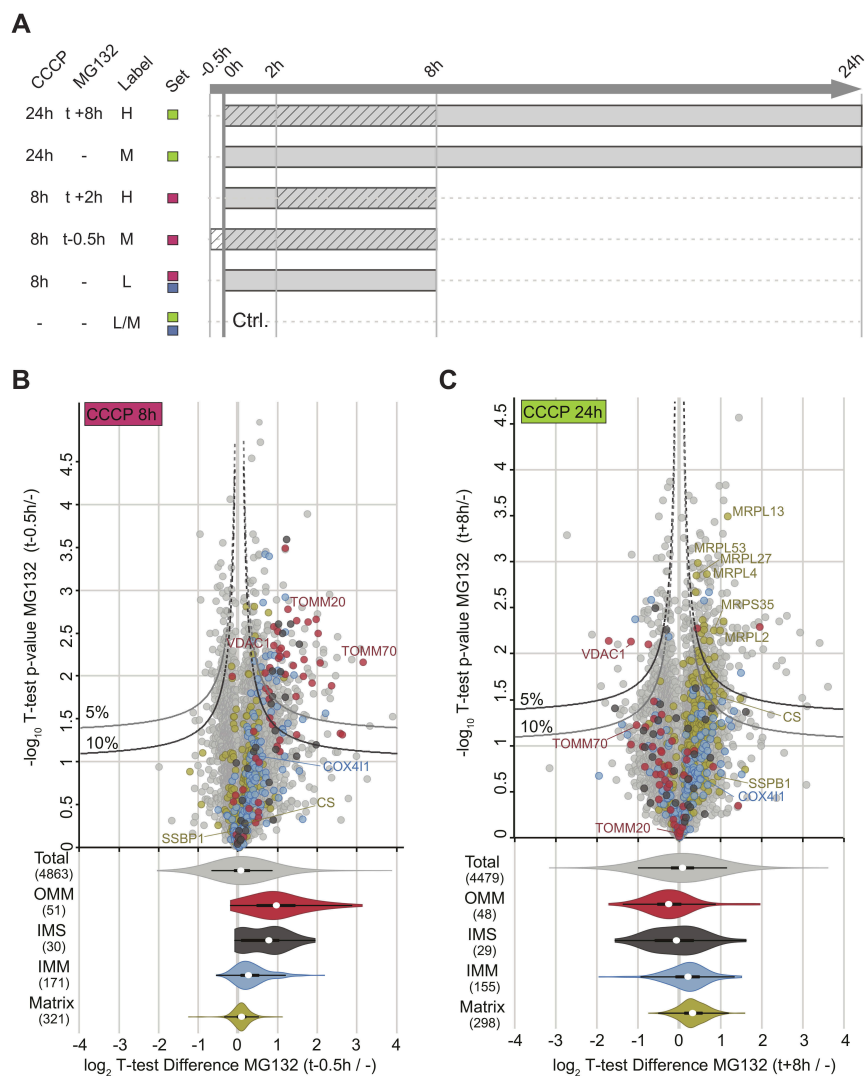 A
CCCP MG132 Label Set -0.5h 0h 2h 8h 24h
24h t +8h H
24h - M
8h t +2h H
8h t-0.5h M
8h - L
- - L/M Ctrl.
B
CCCP 8h
-log10 T-test p-value MG132 (t-0.5h/-)
4.5
4
3.5
3
2.5
2
1.5
1
0.5
0
TOMM20
VDAC1
TOMM70
5%
10%
COX4I1
CS
SSBP1
Total
(4863)
OMM
(51)
IMS
(30)
IMM
(171)
Matrix
(321)
-4 -3 -2 -1 0 1 2 3 4
log2 T-test Difference MG132 (t-0.5h / -)
C
CCCP 24h
-log10 T-test p-value MG132 (t+8h/-)
4.5
4
3.5
3
2.5
2
1.5
1
0.5
0
MRPL13
MRPL53
MRPL27
MRPL4
MRPS35
MRPL2
VDAC1
5%
CS
10%
TOMM70
SSPB1
COX4I1
TOMM20
Total
(4479)
OMM
(48)
IMS
(29)
IMM
(155)
Matrix
(298)
-4 -3 -2 -1 0 1 2 3 4
log2 T-test Difference MG132 (t+8h / -)